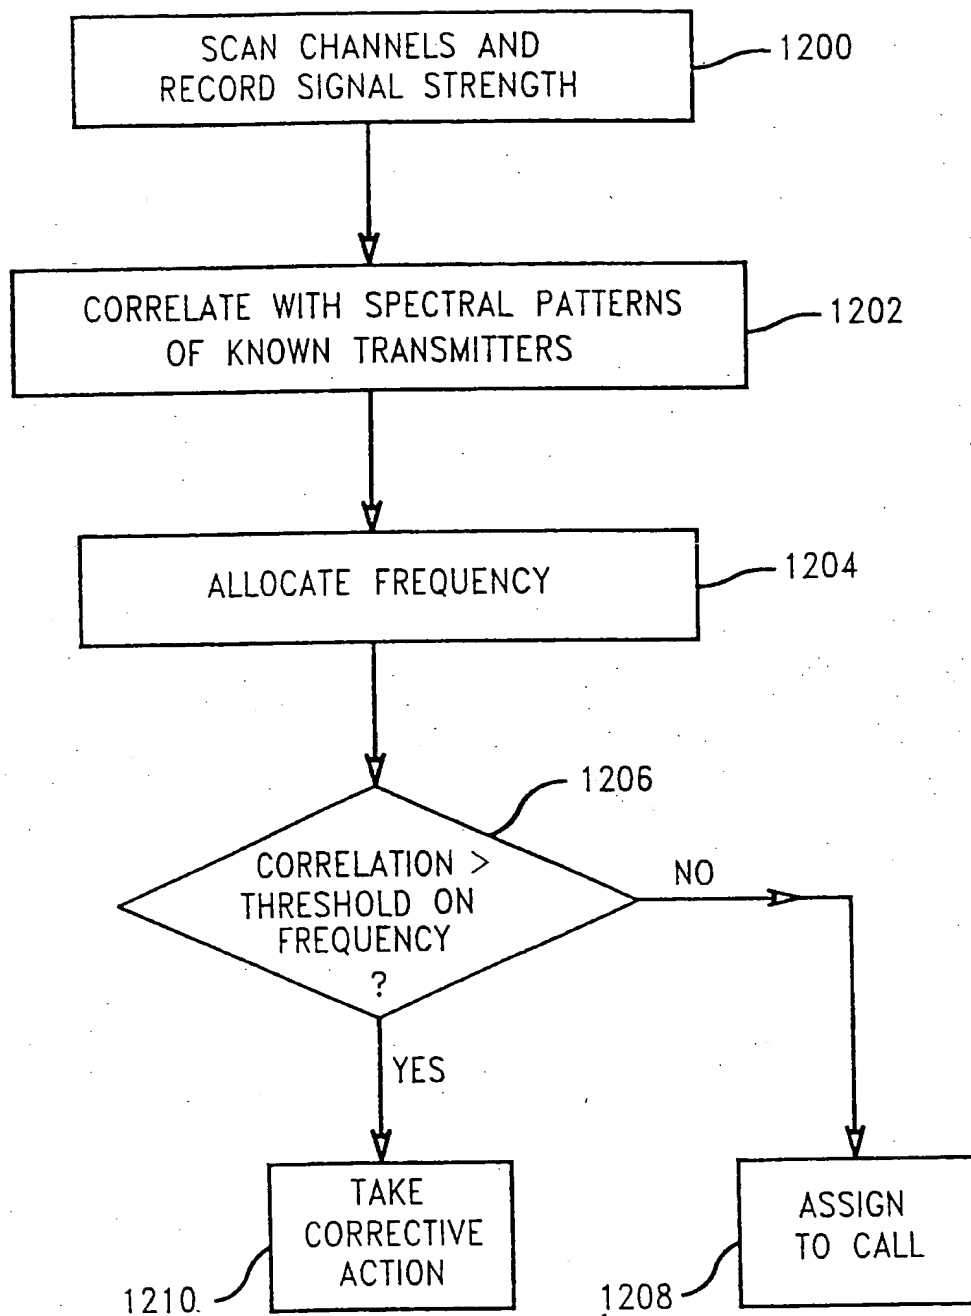 SCAN CHANNELS AND
RECORD SIGNAL STRENGTH
1200
CORRELATE WITH SPECTRAL PATTERNS
OF KNOWN TRANSMITTERS
1202
ALLOCATE FREQUENCY
1204
1206
CORRELATION >
THRESHOLD ON
FREQUENCY
?
NO
YES
TAKE
CORRECTIVE
ACTION
1210
ASSIGN
TO CALL
1208